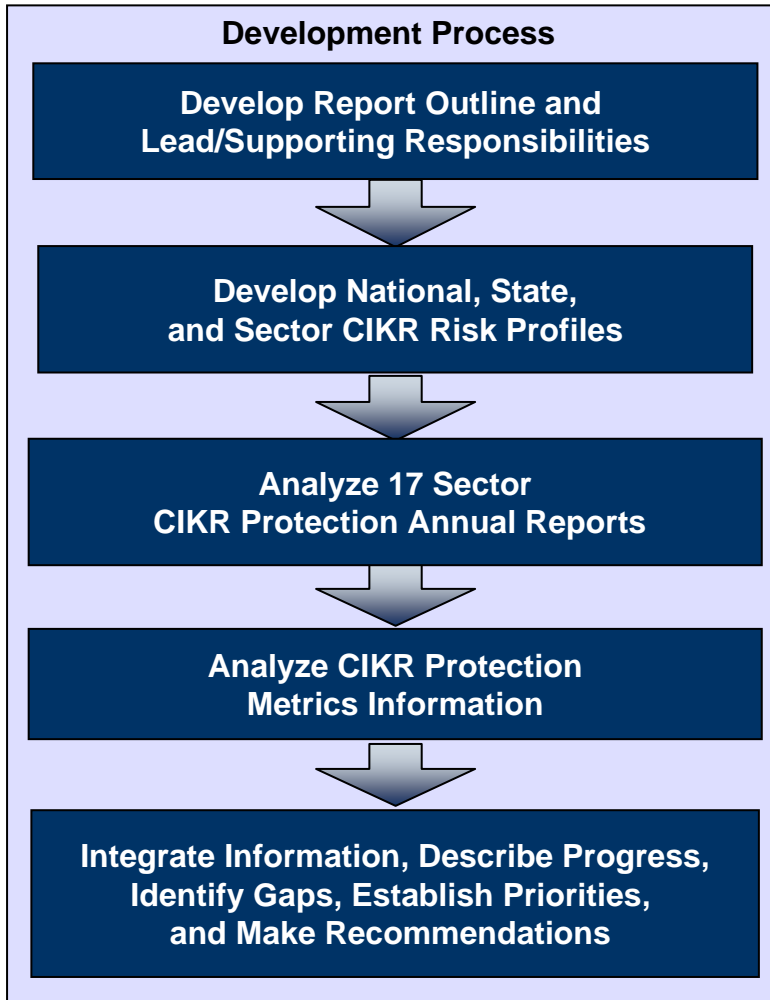 Development Process
Develop Report Outline and
Lead/Supporting Responsibilities
Develop National, State,
and Sector CIKR Risk Profiles
Analyze 17 Sector
CIKR Protection Annual Reports
Analyze CIKR Protection
Metrics Information
Integrate Information, Describe Progress,
Identify Gaps, Establish Priorities,
and Make Recommendations